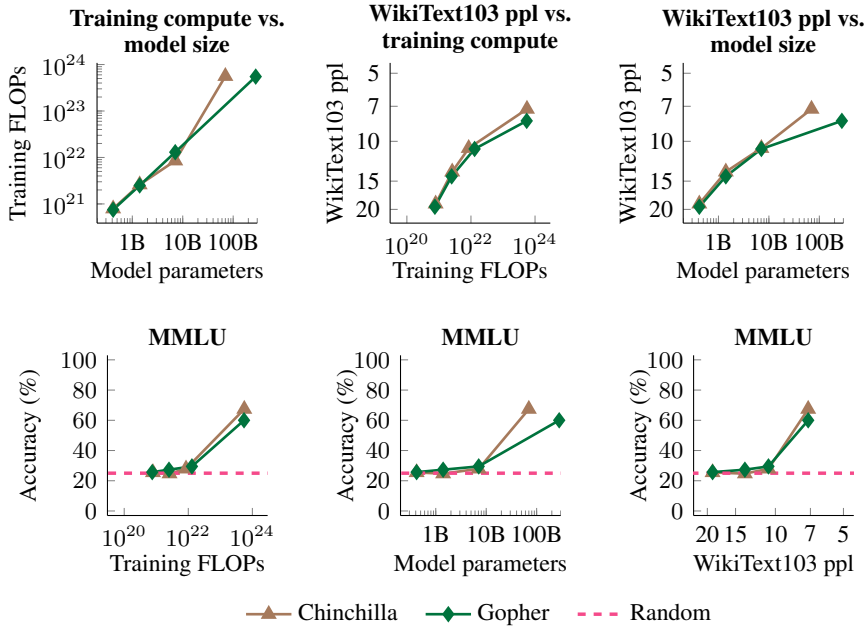 Training compute vs.
model size
10^24
10^23
10^22
10^21
Training FLOPs
1B 10B 100B
Model parameters
WikiText103 ppl vs.
training compute
5
7
10
15
20
WikiText103 ppl
10^20 10^22 10^24
Training FLOPs
WikiText103 ppl vs.
model size
5
7
10
15
20
WikiText103 ppl
1B 10B 100B
Model parameters
MMLU
100
80
60
40
20
0
Accuracy (%)
10^20 10^22 10^24
Training FLOPs
MMLU
100
80
60
40
20
0
Accuracy (%)
1B 10B 100B
Model parameters
MMLU
100
80
60
40
20
0
Accuracy (%)
20 15 10 7 5
WikiText103 ppl
Chinchilla Gopher Random